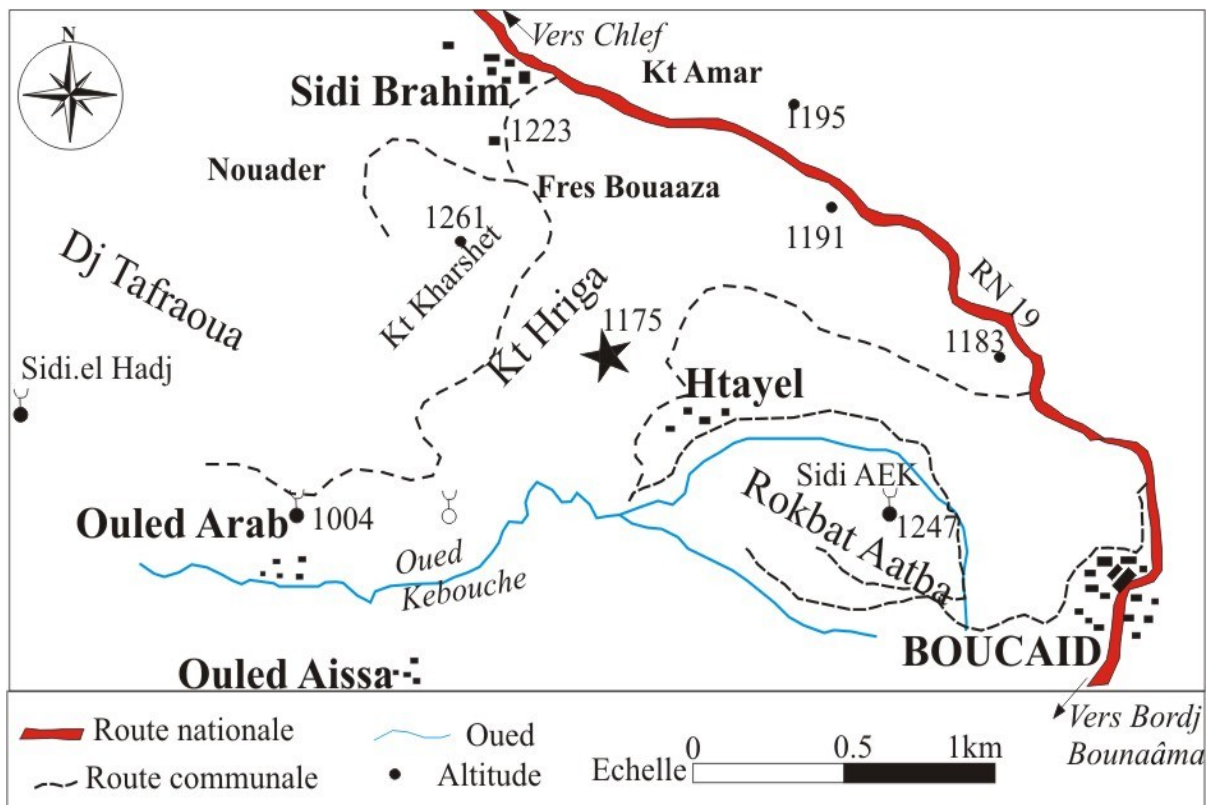 N
Vers Chlef
Kt Amar
Sidi Brahim
1195
1223
Nouader
Fres Bouaaza
1261
1191
Dj Tafraoua
Kt Kharshet
Kt Hriga
RN 19
1175
1183
Sidi.el Hadj
Htayel
Sidi AEK
Rokbat Aatba
Ouled Arab
1004
1247
Oued
Kebouche
BOUCAID
Ouled Aissa
Route nationale
Oued
Vers Bordj
Bounaâma
Route communale
Altitude
Echelle
0 0.5 1km